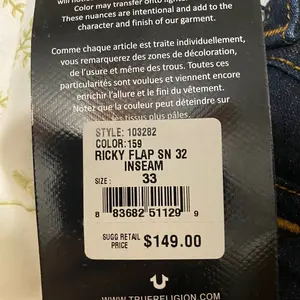 Color may transfer onto lighter
These nuances are intentional and add to the
character and finish of our garment.
Comme chaque article est traite individuellement,
vous remarquerez des zones de décoloration,
de l'usure et même des trous. Toutes ces
particularités sont voulues et viennent encore
enrichir l'allure et le fini du vêtement.
Notez que la couleur peut déteindre sur
les tissus plus pâles.
STYLE: 103282
COLOR:159
RICKY FLAP SN 32
INSEAM
SIZE: 33
8 83682 51129 9
SUGG RETAIL
PRICE $149.00
WWW.TRUERELIGION.COM